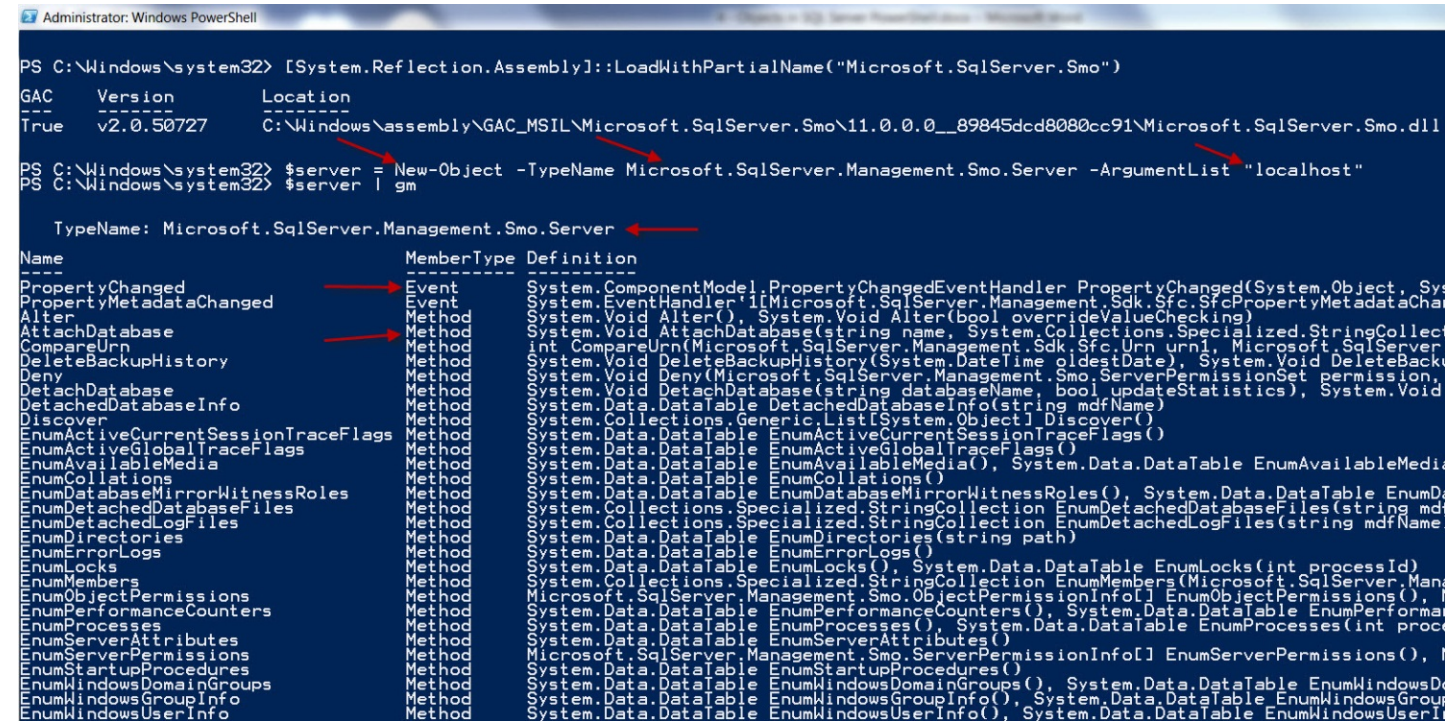 Administrator: Windows PowerShell
4 - Objects in SQL Server PowerShell.docx - Microsoft Word
PS C:\Windows\system32> [System.Reflection.Assembly]::LoadWithPartialName("Microsoft.SqlServer.Smo")
GAC    Version        Location
---    -------        --------
True   v2.0.50727     C:\Windows\assembly\GAC_MSIL\Microsoft.SqlServer.Smo\11.0.0.0__89845dcd8080cc91\Microsoft.SqlServer.Smo.dll
PS C:\Windows\system32> $server = New-Object -TypeName Microsoft.SqlServer.Management.Smo.Server -ArgumentList "localhost"
PS C:\Windows\system32> $server | gm
TypeName: Microsoft.SqlServer.Management.Smo.Server
Name MemberType Definition
---- ---------- ----------
PropertyChanged Event System.ComponentModel.PropertyChangedEventHandler PropertyChanged(System.Object, Sys
PropertyMetadataChanged Event System.EventHandler`1[Microsoft.SqlServer.Management.Sdk.Sfc.SfcPropertyMetadataCha
Alter Method System.Void Alter(), System.Void Alter(bool overrideValueChecking)
AttachDatabase Method System.Void AttachDatabase(string name, System.Collections.Specialized.StringCollect
CompareUrn Method int CompareUrn(Microsoft.SqlServer.Management.Sdk.Sfc.Urn urn1, Microsoft.SqlServer
DeleteBackupHistory Method System.Void DeleteBackupHistory(System.DateTime oldestDate), System.Void DeleteBacku
Deny Method System.Void Deny(Microsoft.SqlServer.Management.Smo.ServerPermissionSet permission,
DetachDatabase Method System.Void DetachDatabase(string databaseName, bool updateStatistics), System.Void
DetachedDatabaseInfo Method System.Data.DataTable DetachedDatabaseInfo(string mdfName)
Discover Method System.Collections.Generic.List[System.Object] Discover()
EnumActiveCurrentSessionTraceFlags Method System.Data.DataTable EnumActiveCurrentSessionTraceFlags()
EnumActiveGlobalTraceFlags Method System.Data.DataTable EnumActiveGlobalTraceFlags()
EnumAvailableMedia Method System.Data.DataTable EnumAvailableMedia(), System.Data.DataTable EnumAvailableMedia
EnumCollations Method System.Data.DataTable EnumCollations()
EnumDatabaseMirrorWitnessRoles Method System.Data.DataTable EnumDatabaseMirrorWitnessRoles(), System.Data.DataTable EnumDa
EnumDetachedDatabaseFiles Method System.Collections.Specialized.StringCollection EnumDetachedDatabaseFiles(string mdf
EnumDetachedLogFiles Method System.Collections.Specialized.StringCollection EnumDetachedLogFiles(string mdfName
EnumDirectories Method System.Data.DataTable EnumDirectories(string path)
EnumErrorLogs Method System.Data.DataTable EnumErrorLogs()
EnumLocks Method System.Data.DataTable EnumLocks(), System.Data.DataTable EnumLocks(int processId)
EnumMembers Method System.Collections.Specialized.StringCollection EnumMembers(Microsoft.SqlServer.Mana
EnumObjectPermissions Method Microsoft.SqlServer.Management.Smo.ObjectPermissionInfo[] EnumObjectPermissions(), M
EnumPerformanceCounters Method System.Data.DataTable EnumPerformanceCounters(), System.Data.DataTable EnumPerforman
EnumProcesses Method System.Data.DataTable EnumProcesses(), System.Data.DataTable EnumProcesses(int proce
EnumServerAttributes Method System.Data.DataTable EnumServerAttributes()
EnumServerPermissions Method Microsoft.SqlServer.Management.Smo.ServerPermissionInfo[] EnumServerPermissions(), M
EnumStartupProcedures Method System.Data.DataTable EnumStartupProcedures()
EnumWindowsDomainGroups Method System.Data.DataTable EnumWindowsDomainGroups(), System.Data.DataTable EnumWindowsDo
EnumWindowsGroupInfo Method System.Data.DataTable EnumWindowsGroupInfo(), System.Data.DataTable EnumWindowsGroup
EnumWindowsUserInfo Method System.Data.DataTable EnumWindowsUserInfo(), System.Data.DataTable EnumWindowsUserI